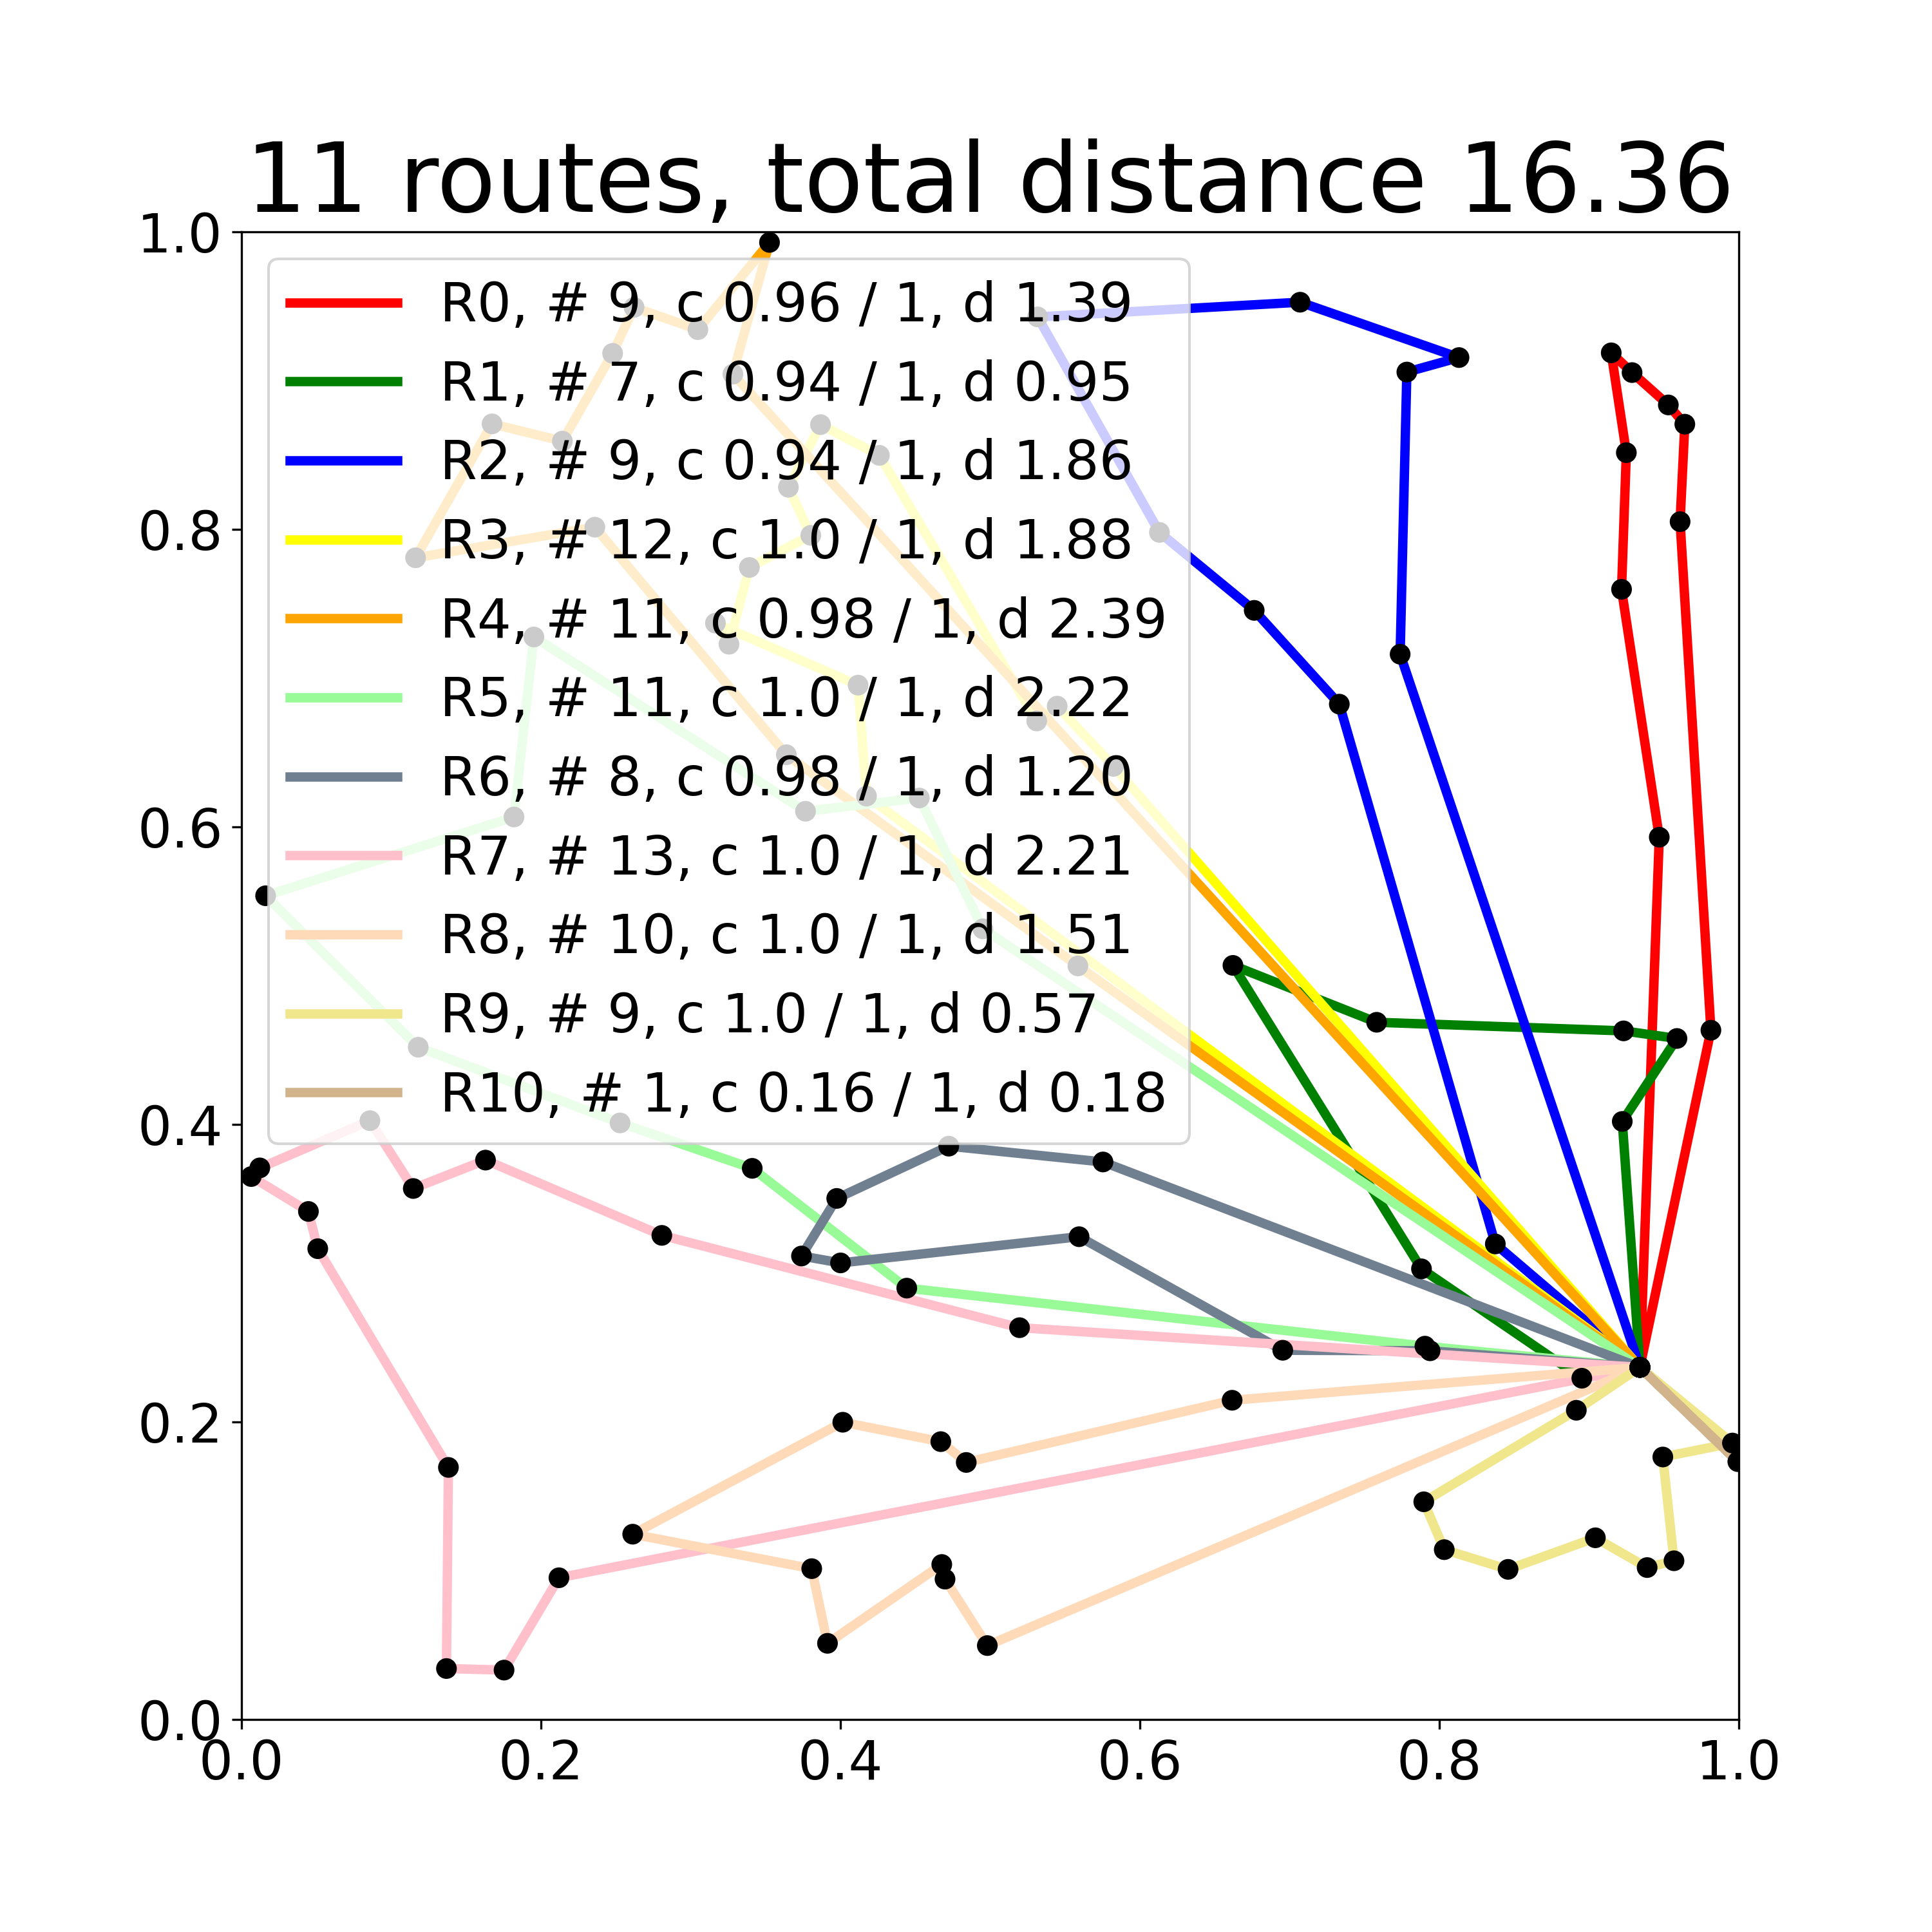 11 routes, total distance 16.36
1.0
0.8
0.6
0.4
0.2
0.0
R0, # 9, c 0.96 / 1, d 1.39
R1, # 7, c 0.94 / 1, d 0.95
R2, # 9, c 0.94 / 1, d 1.86
R3, # 12, c 1.0 / 1, d 1.88
R4, # 11, c 0.98 / 1, d 2.39
R5, # 11, c 1.0 / 1, d 2.22
R6, # 8, c 0.98 / 1, d 1.20
R7, # 13, c 1.0 / 1, d 2.21
R8, # 10, c 1.0 / 1, d 1.51
R9, # 9, c 1.0 / 1, d 0.57
R10, # 1, c 0.16 / 1, d 0.18
0.0 0.2 0.4 0.6 0.8 1.0